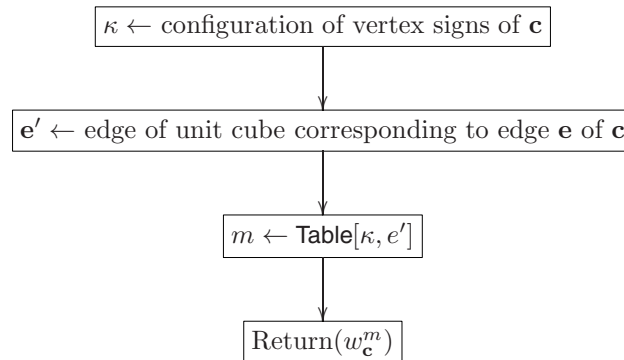 κ ← configuration of vertex signs of c
e′ ← edge of unit cube corresponding to edge e of c
m ← Table[κ, e′]
Return(w_c^m)